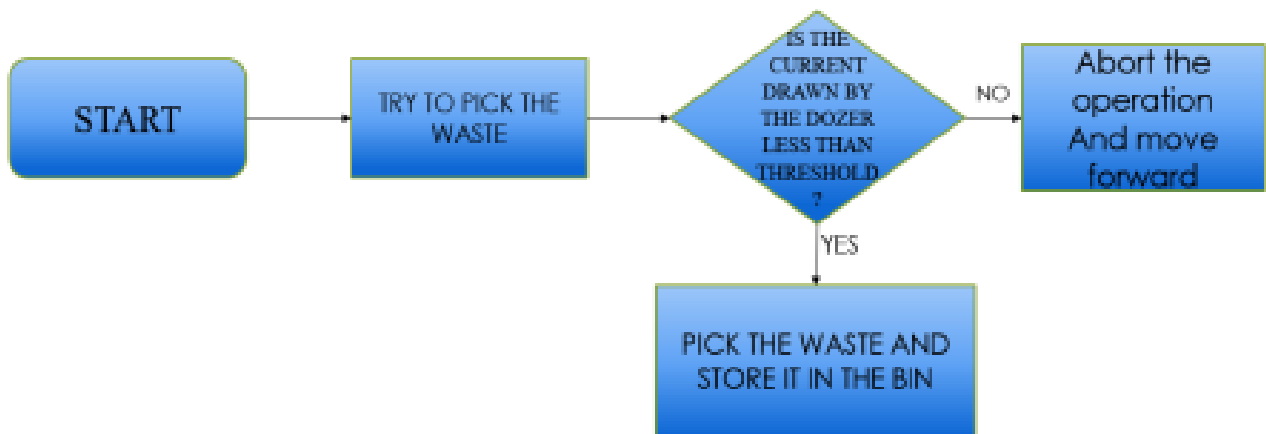 START
TRY TO PICK THE
WASTE
IS THE
CURRENT
DRAWN BY
THE DOZER
LESS THAN
THRESHOLD
?
NO
Abort the
operation
And move
forward
YES
PICK THE WASTE AND
STORE IT IN THE BIN